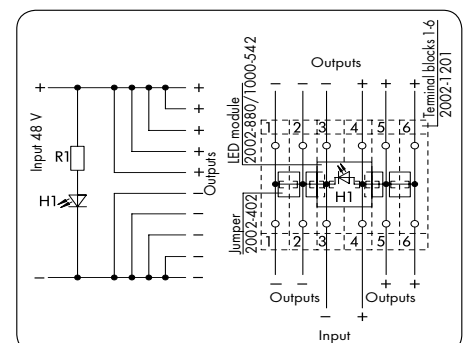 +
+
+
+
+
+
Input 48 V
R1
H1
Outputs
−
−
−
−
−
−
LED module
2002-880/1000-542
Jumper
2002-402
Terminal blocks 1-6
2002-1201
Outputs
− − − + + +
1 2 3 4 5 6
H1
1 2 3 4 5 6
− − + +
Outputs Outputs
− +
Input